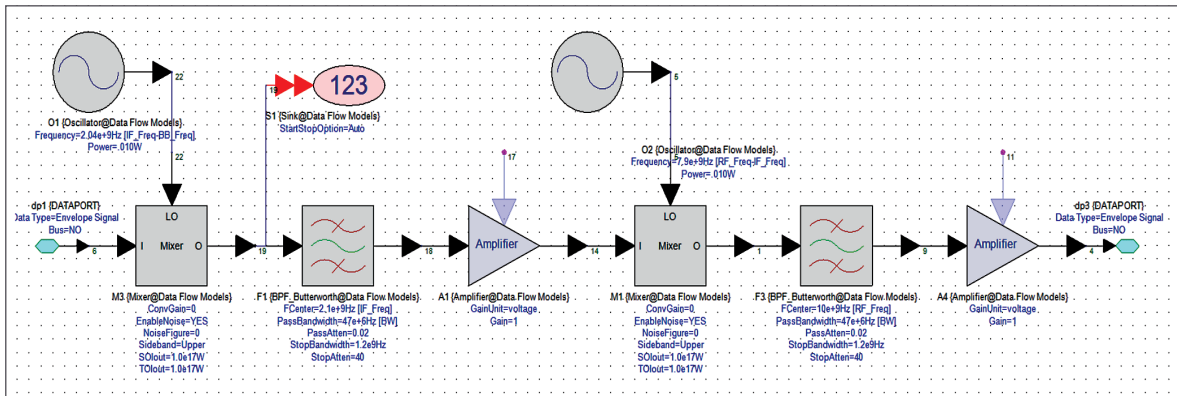 22
O1 {Oscillator@Data Flow Models}
Frequency=2.04e+9Hz [IF_Freq-BB_Freq]
Power=.010W
22
19
123
S1 {Sink@Data Flow Models}
StartStopOption=Auto
5
O2 {Oscillator@Data Flow Models}
Frequency=7.9e+9Hz [RF_Freq-IF_Freq]
Power=.010W
5
17
11
dp1 {DATAPORT}
Data Type=Envelope Signal
Bus=NO
6
LO
I Mixer O
M3 {Mixer@Data Flow Models}
ConvGain=0
EnableNoise=YES
NoiseFigure=0
Sideband=Upper
SOIout=1.0e17W
TOIout=1.0e17W
19
F1 {BPF_Butterworth@Data Flow Models}
FCenter=2.1e+9Hz [IF_Freq]
PassBandwidth=47e+6Hz [BW]
PassAtten=0.02
StopBandwidth=1.2e9Hz
StopAtten=40
18
Amplifier
A1 {Amplifier@Data Flow Models}
GainUnit=voltage
Gain=1
14
LO
I Mixer O
M1 {Mixer@Data Flow Models}
ConvGain=0
EnableNoise=YES
NoiseFigure=0
Sideband=Upper
SOIout=1.0e17W
TOIout=1.0e17W
1
F3 {BPF_Butterworth@Data Flow Models}
FCenter=10e+9Hz [RF_Freq]
PassBandwidth=47e+6Hz [BW]
PassAtten=0.02
StopBandwidth=1.2e9Hz
StopAtten=40
9
Amplifier
A4 {Amplifier@Data Flow Models}
GainUnit=voltage
Gain=1
4
dp3 {DATAPORT}
Data Type=Envelope Signal
Bus=NO